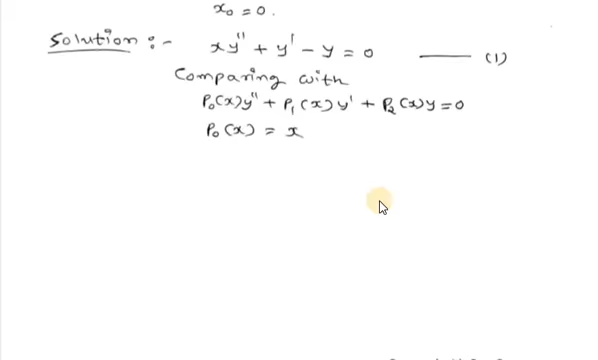 x₀ = 0.
Solution :- xy'' + y' - y = 0 ——— (1)
Comparing with
P₀(x)y'' + P₁(x)y' + P₂(x)y = 0
P₀(x) = x